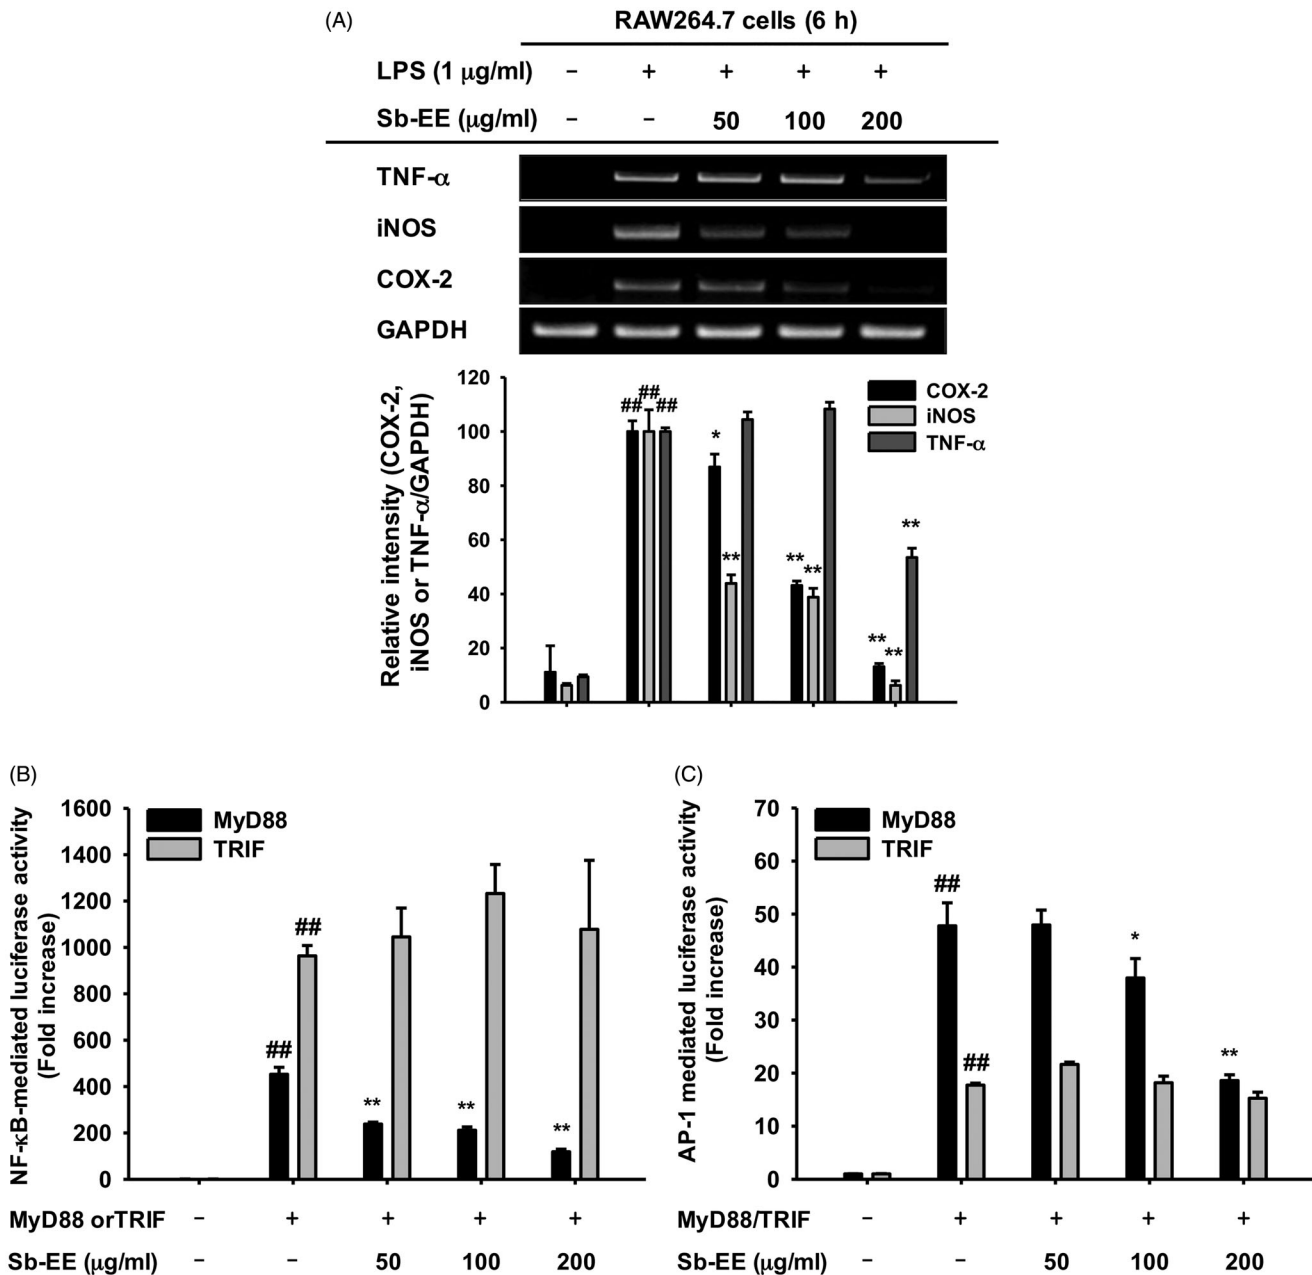 (A)
RAW264.7 cells (6 h)
LPS (1 μg/ml) − + + + +
Sb-EE (μg/ml) − − 50 100 200
TNF-α
iNOS
COX-2
GAPDH
Relative intensity (COX-2,
iNOS or TNF-α/GAPDH)
120
100
80
60
40
20
0
COX-2
iNOS
TNF-α
## ## ##
* **
** **
** ** **
(B)
NF-κB-mediated luciferase activity
(Fold increase)
1600
1400
1200
1000
800
600
400
200
0
MyD88
TRIF
## ##
** ** **
MyD88 orTRIF − + + + +
Sb-EE (μg/ml) − − 50 100 200
(C)
AP-1 mediated luciferase activity
(Fold increase)
70
60
50
40
30
20
10
0
MyD88
TRIF
## ##
* **
MyD88/TRIF − + + + +
Sb-EE (μg/ml) − − 50 100 200